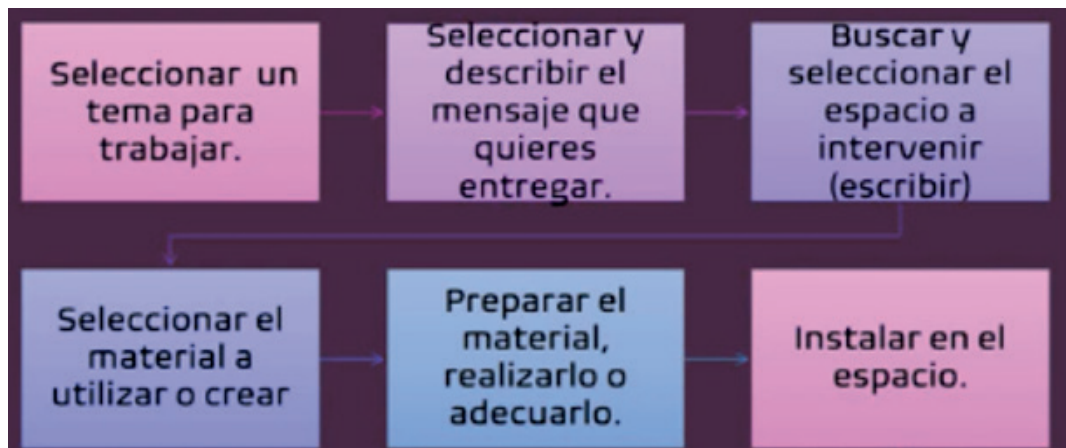 Seleccionar un
tema para
trabajar.
Seleccionar y
describir el
mensaje que
quieres
entregar.
Buscar y
seleccionar el
espacio a
intervenir
(escribir)
Seleccionar el
material a
utilizar o crear
Preparar el
material,
realizarlo o
adecuarlo.
Instalar en el
espacio.